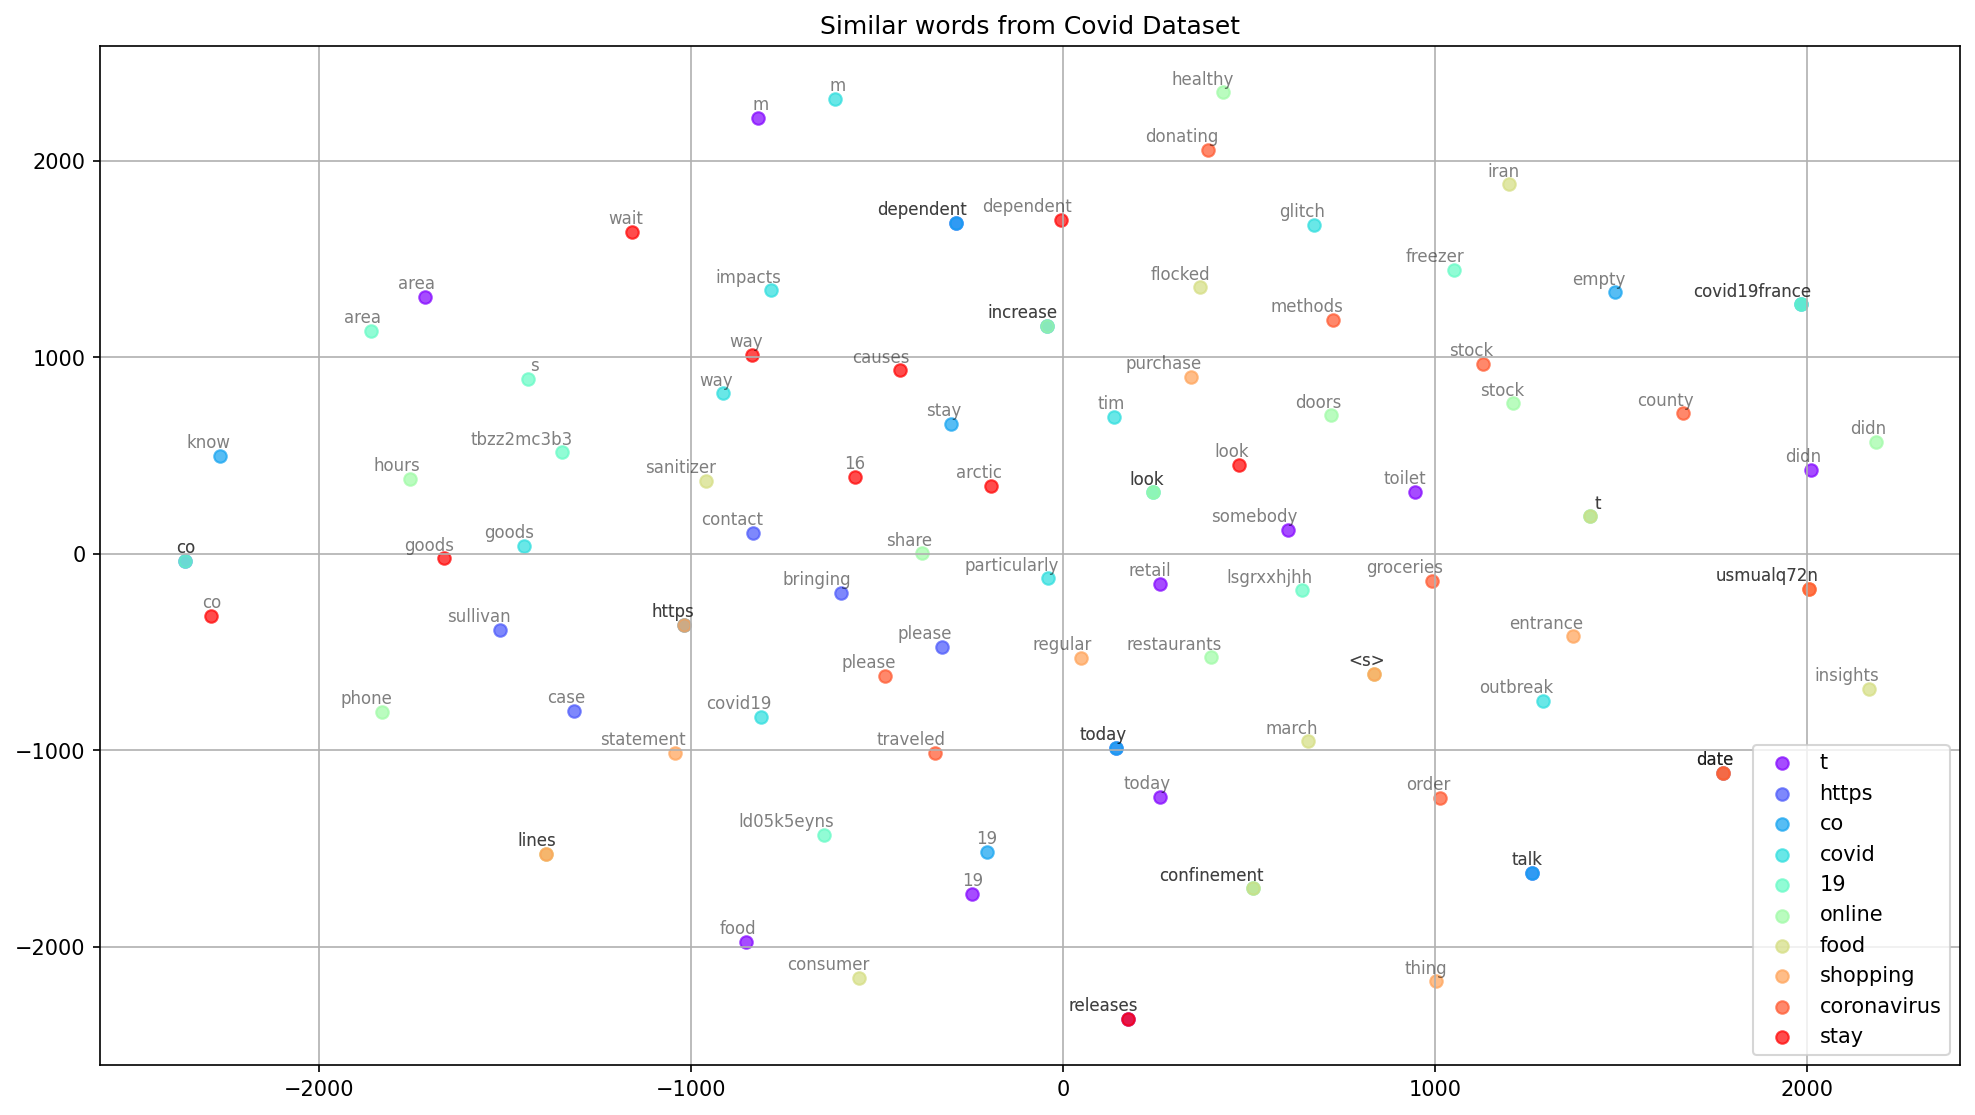 Similar words from Covid Dataset
m
healthy
m
donating
2000
iran
dependent
dependent
wait
glitch
freezer
impacts
flocked
empty
area
covid19france
area
increase
methods
1000
way
causes
stock
s
way
purchase
stock
stay
tim
doors
county
know
tbzz2mc3b3
didn
hours
sanitizer
16
arctic
look
didn
look
toilet
contact
somebody
t
0
co
goods
goods
share
particularly
retail
lsgrxxhjhh
groceries
usmualq72n
co
bringing
sullivan
https
please
regular
restaurants
entrance
please
<s>
insights
phone
case
covid19
outbreak
−1000
statement
traveled
today
march
date
today
order
ld05k5eyns
19
lines
talk
19
confinement
−2000
food
consumer
thing
releases
t
https
co
covid
19
online
food
shopping
coronavirus
stay
−2000
−1000
0
1000
2000